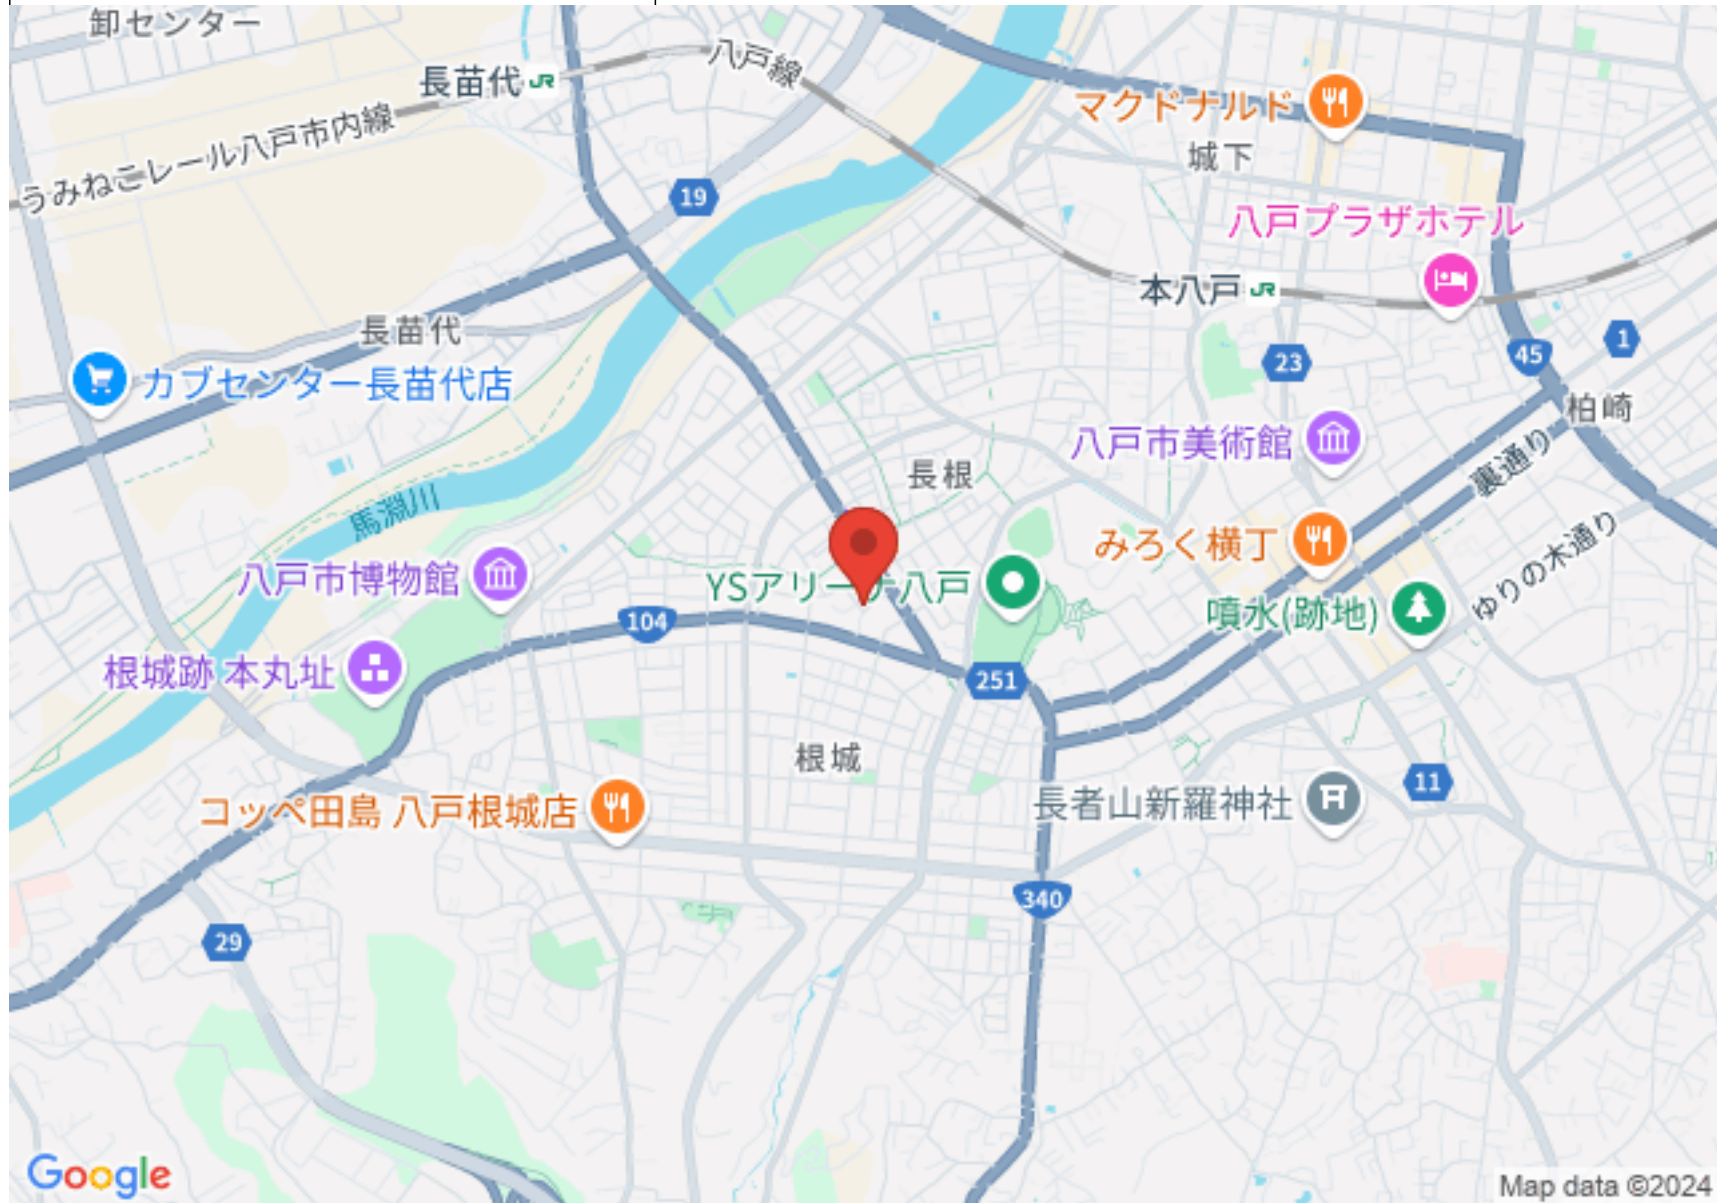 卸センター
長苗代 JR
八戸線
マクドナルド
うみねこレール八戸市内線
城下
19
八戸プラザホテル
本八戸 JR
長苗代
23
45
1
カブセンター長苗代店
柏崎
八戸市美術館
裏通り
長根
馬淵川
みろく横丁
八戸市博物館
YSアリーナ八戸
ゆりの木通り
噴水(跡地)
104
根城跡 本丸址
251
根城
11
コッペ田島 八戸根城店
長者山新羅神社
340
29
Google
Map data ©2024